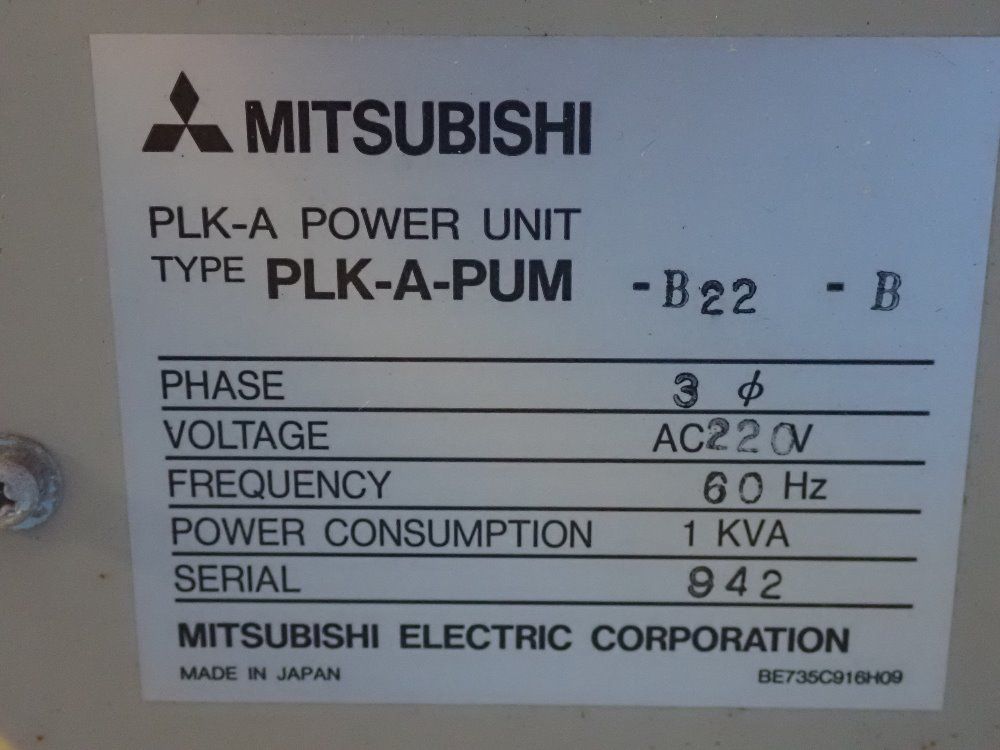 MITSUBISHI
PLK-A POWER UNIT
TYPE PLK-A-PUM -B22 -B
PHASE 3 ϕ
VOLTAGE AC220V
FREQUENCY 60 Hz
POWER CONSUMPTION 1 KVA
SERIAL 942
MITSUBISHI ELECTRIC CORPORATION
MADE IN JAPAN BE735C916H09